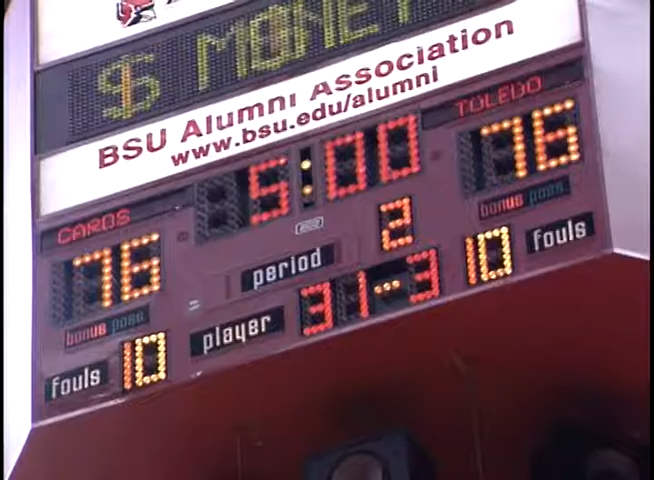 $ MONEY
BSU Alumni Association
www.bsu.edu/alumni
CARDS 5:00 TOLEDO
76 76
bonus poss. bonus poss.
period 2
fouls 10 player 31-3 10 fouls